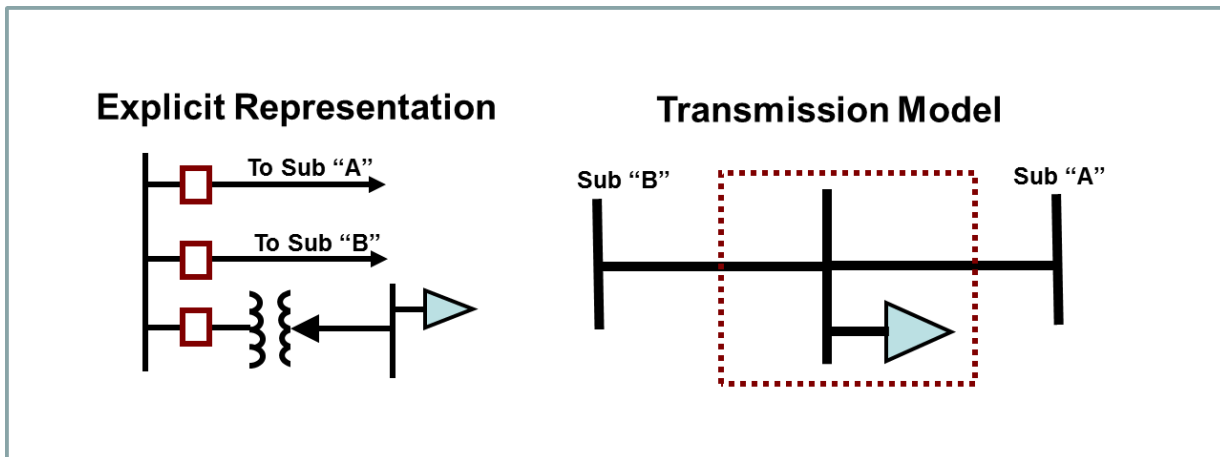 Explicit Representation
To Sub “A”
To Sub “B”
Transmission Model
Sub “B”
Sub “A”